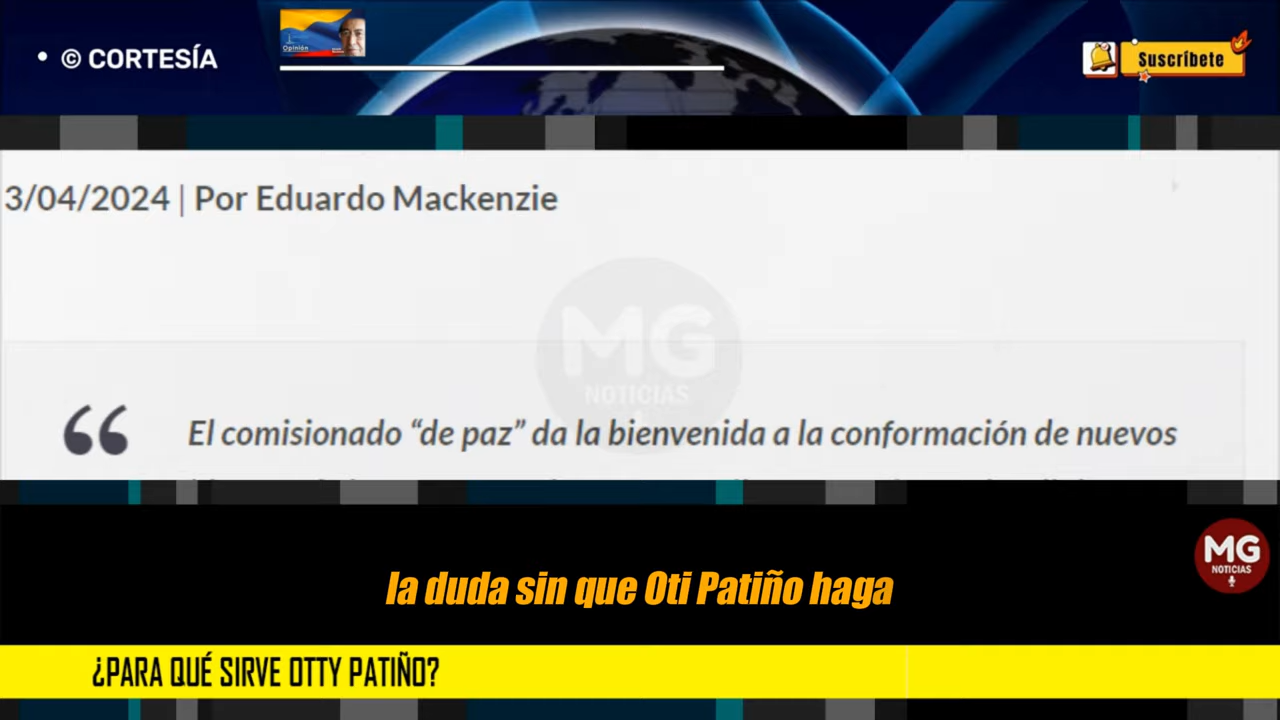 • © CORTESÍA
Opinión
Suscríbete
3/04/2024 | Por Eduardo Mackenzie
MG
NOTICIAS
“ El comisionado “de paz” da la bienvenida a la conformación de nuevos
la duda sin que Oti Patiño haga
MG
NOTICIAS
¿PARA QUÉ SIRVE OTTY PATIÑO?